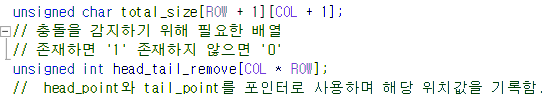 unsigned char total_size[ROW + 1][COL + 1];
// 충돌을 감지하기 위해 필요한 배열
// 존재하면 '1' 존재하지 않으면 '0'
unsigned int head_tail_remove[COL * ROW];
//  head_point와 tail_point를 포인터로 사용하며 해당 위치값을 기록함.